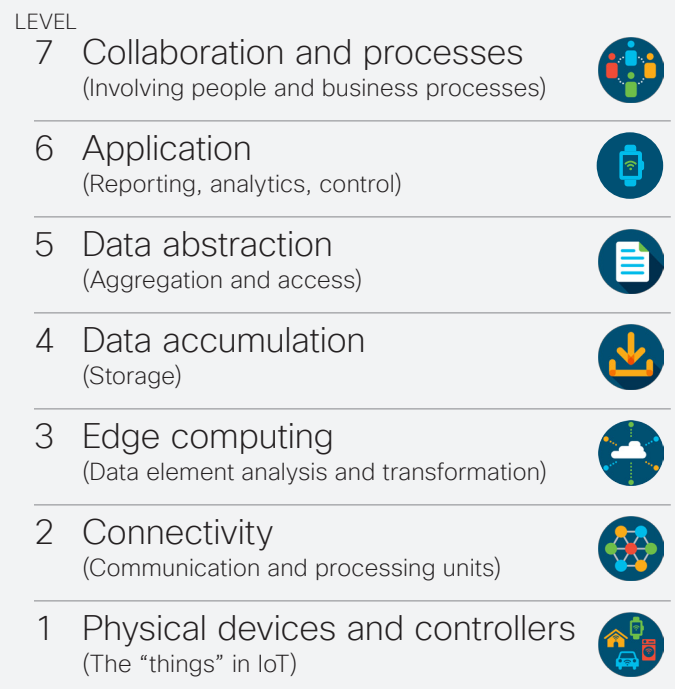 LEVEL
7 Collaboration and processes
(Involving people and business processes)
6 Application
(Reporting, analytics, control)
5 Data abstraction
(Aggregation and access)
4 Data accumulation
(Storage)
3 Edge computing
(Data element analysis and transformation)
2 Connectivity
(Communication and processing units)
1 Physical devices and controllers
(The “things” in IoT)